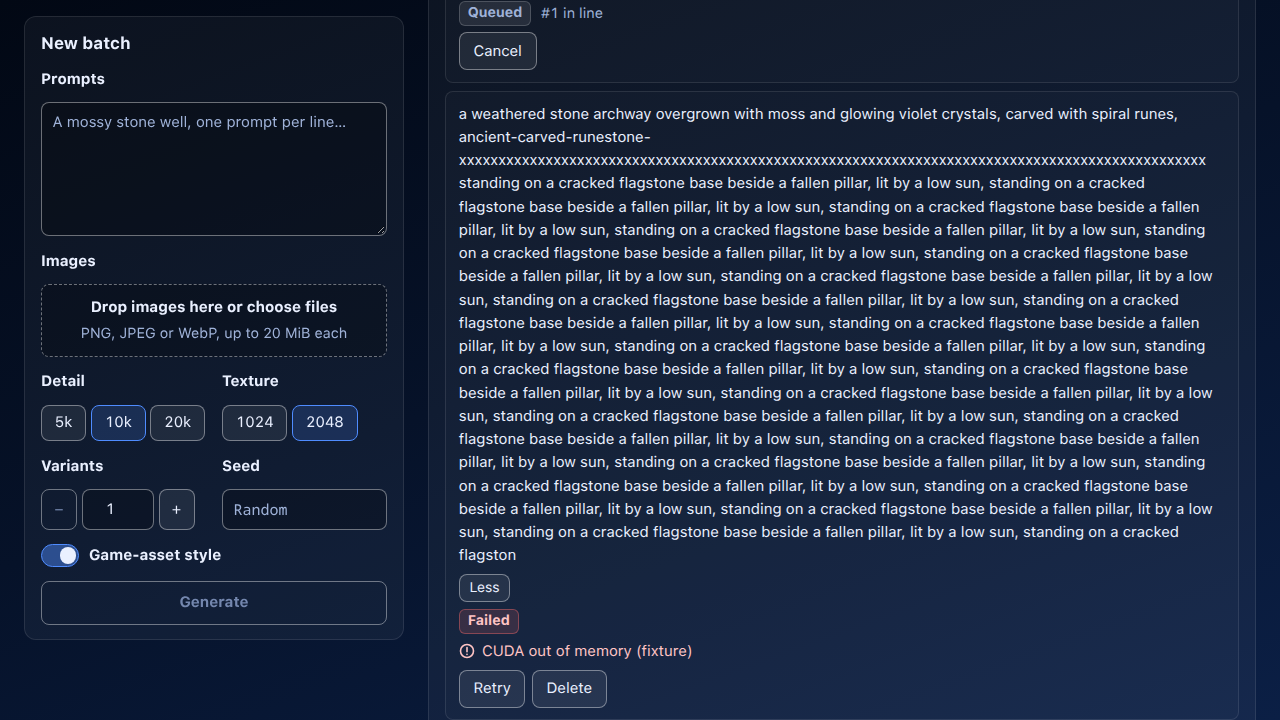 New batch
Prompts
A mossy stone well, one prompt per line...
Images
Drop images here or choose files
PNG, JPEG or WebP, up to 20 MiB each
Detail
Texture
5k
10k
20k
1024
2048
Variants
Seed
−
1
+
Random
Game-asset style
Generate
Queued #1 in line
Cancel
a weathered stone archway overgrown with moss and glowing violet crystals, carved with spiral runes,
ancient-carved-runestone-
xxxxxxxxxxxxxxxxxxxxxxxxxxxxxxxxxxxxxxxxxxxxxxxxxxxxxxxxxxxxxxxxxxxxxxxxxxxxxxxxxxxxxxxxxxxxxxx
standing on a cracked flagstone base beside a fallen pillar, lit by a low sun, standing on a cracked
flagstone base beside a fallen pillar, lit by a low sun, standing on a cracked flagstone base beside a fallen
pillar, lit by a low sun, standing on a cracked flagstone base beside a fallen pillar, lit by a low sun, standing
on a cracked flagstone base beside a fallen pillar, lit by a low sun, standing on a cracked flagstone base
beside a fallen pillar, lit by a low sun, standing on a cracked flagstone base beside a fallen pillar, lit by a low
sun, standing on a cracked flagstone base beside a fallen pillar, lit by a low sun, standing on a cracked
flagstone base beside a fallen pillar, lit by a low sun, standing on a cracked flagstone base beside a fallen
pillar, lit by a low sun, standing on a cracked flagstone base beside a fallen pillar, lit by a low sun, standing
on a cracked flagstone base beside a fallen pillar, lit by a low sun, standing on a cracked flagstone base
beside a fallen pillar, lit by a low sun, standing on a cracked flagstone base beside a fallen pillar, lit by a low
sun, standing on a cracked flagstone base beside a fallen pillar, lit by a low sun, standing on a cracked
flagstone base beside a fallen pillar, lit by a low sun, standing on a cracked flagstone base beside a fallen
pillar, lit by a low sun, standing on a cracked flagstone base beside a fallen pillar, lit by a low sun, standing
on a cracked flagstone base beside a fallen pillar, lit by a low sun, standing on a cracked flagstone base
beside a fallen pillar, lit by a low sun, standing on a cracked flagstone base beside a fallen pillar, lit by a low
sun, standing on a cracked flagstone base beside a fallen pillar, lit by a low sun, standing on a cracked
flagston
Less
Failed
CUDA out of memory (fixture)
Retry
Delete